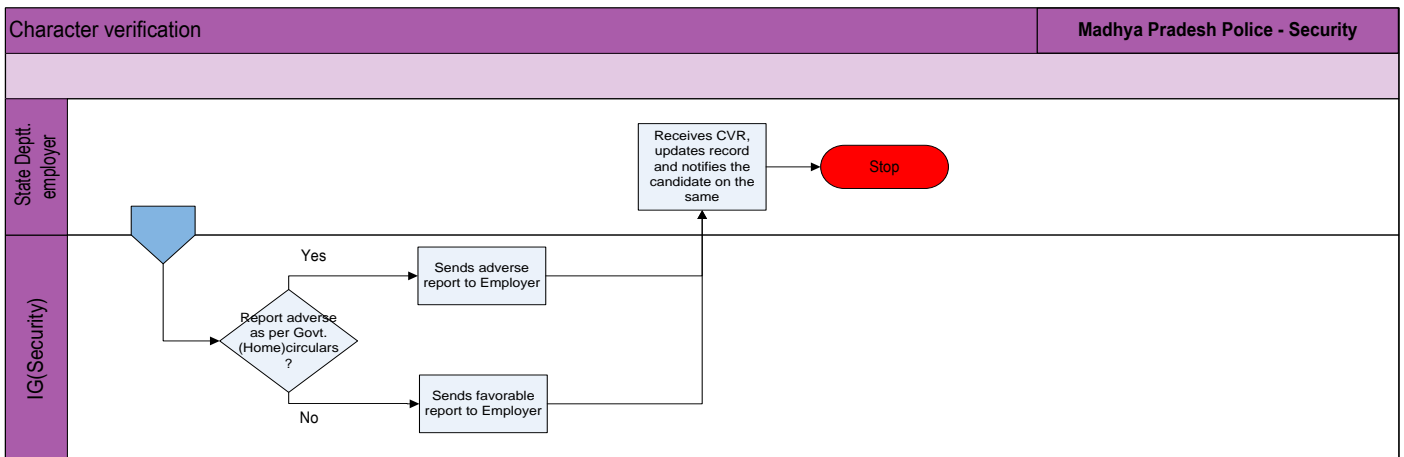 Character verification
Madhya Pradesh Police - Security
State Deptt.
employer
Receives CVR,
updates record
and notifies the
candidate on the
same
Stop
IG(Security)
Yes
Sends adverse
report to Employer
Report adverse
as per Govt.
(Home)circulars
?
No
Sends favorable
report to Employer